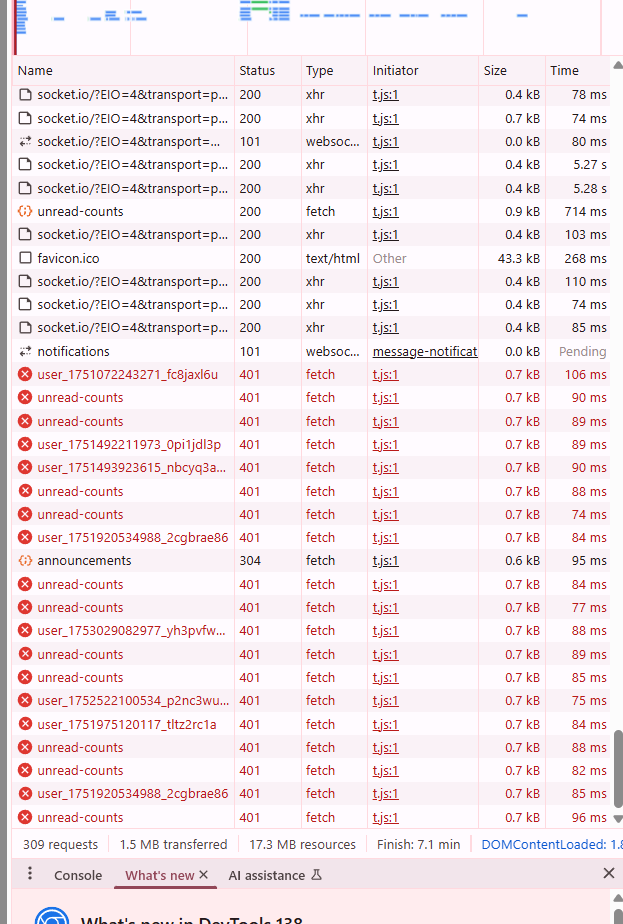 Name Status Type Initiator Size Time
socket.io/?EIO=4&transport=p... 200 xhr t.js:1 0.4 kB 78 ms
socket.io/?EIO=4&transport=p... 200 xhr t.js:1 0.7 kB 74 ms
socket.io/?EIO=4&transport=... 101 websoc... t.js:1 0.0 kB 80 ms
socket.io/?EIO=4&transport=p... 200 xhr t.js:1 0.4 kB 5.27 s
socket.io/?EIO=4&transport=p... 200 xhr t.js:1 0.4 kB 5.28 s
unread-counts 200 fetch t.js:1 0.9 kB 714 ms
socket.io/?EIO=4&transport=p... 200 xhr t.js:1 0.4 kB 103 ms
favicon.ico 200 text/html Other 43.3 kB 268 ms
socket.io/?EIO=4&transport=p... 200 xhr t.js:1 0.4 kB 110 ms
socket.io/?EIO=4&transport=p... 200 xhr t.js:1 0.4 kB 74 ms
socket.io/?EIO=4&transport=p... 200 xhr t.js:1 0.4 kB 85 ms
notifications 101 websoc... message-notificat 0.0 kB Pending
user_1751072243271_fc8jaxl6u 401 fetch t.js:1 0.7 kB 106 ms
unread-counts 401 fetch t.js:1 0.7 kB 90 ms
unread-counts 401 fetch t.js:1 0.7 kB 89 ms
user_1751492211973_0pi1jdl3p 401 fetch t.js:1 0.7 kB 89 ms
user_1751493923615_nbcyq3a... 401 fetch t.js:1 0.7 kB 90 ms
unread-counts 401 fetch t.js:1 0.7 kB 88 ms
unread-counts 401 fetch t.js:1 0.7 kB 74 ms
user_1751920534988_2cgbrae86 401 fetch t.js:1 0.7 kB 84 ms
announcements 304 fetch t.js:1 0.6 kB 95 ms
unread-counts 401 fetch t.js:1 0.7 kB 84 ms
unread-counts 401 fetch t.js:1 0.7 kB 77 ms
user_1753029082977_yh3pvfw... 401 fetch t.js:1 0.7 kB 88 ms
unread-counts 401 fetch t.js:1 0.7 kB 89 ms
unread-counts 401 fetch t.js:1 0.7 kB 85 ms
user_1752522100534_p2nc3wu... 401 fetch t.js:1 0.7 kB 75 ms
user_1751975120117_tltz2rc1a 401 fetch t.js:1 0.7 kB 84 ms
unread-counts 401 fetch t.js:1 0.7 kB 88 ms
unread-counts 401 fetch t.js:1 0.7 kB 82 ms
user_1751920534988_2cgbrae86 401 fetch t.js:1 0.7 kB 85 ms
unread-counts 401 fetch t.js:1 0.7 kB 96 ms
309 requests 1.5 MB transferred 17.3 MB resources Finish: 7.1 min DOMContentLoaded: 1.8
Console What's new AI assistance
What's new in DevTools 138